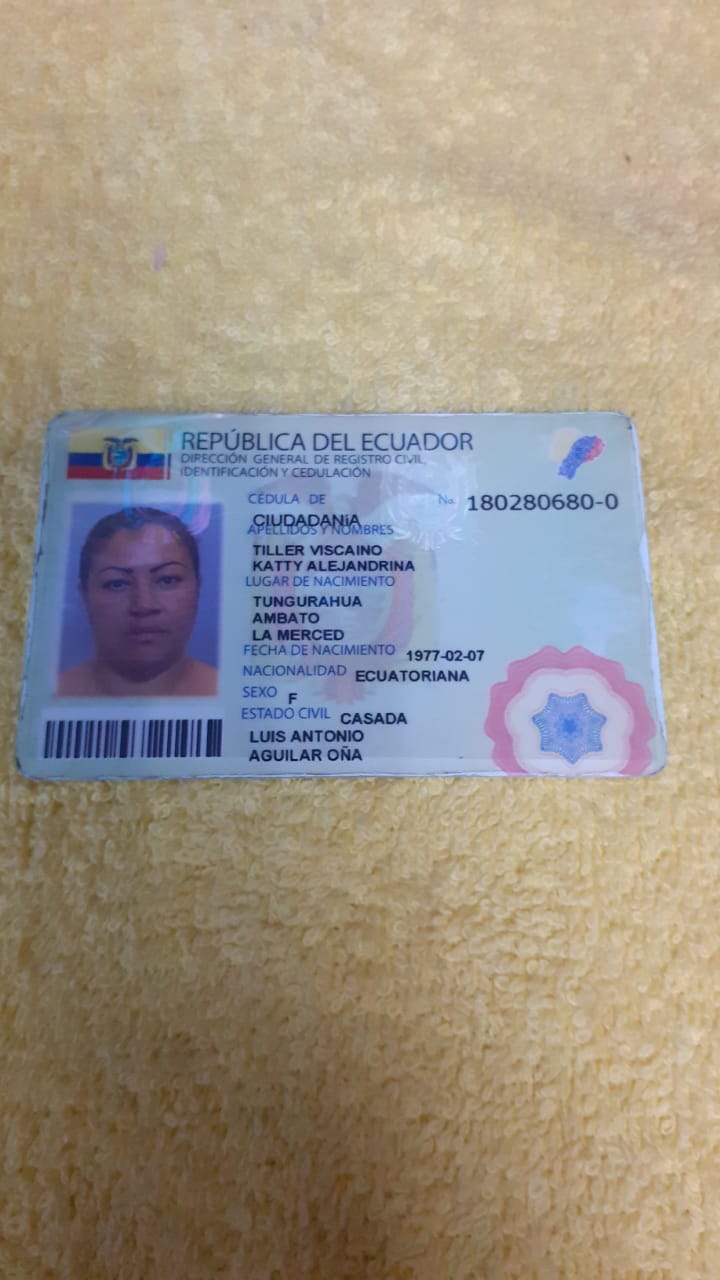 REPÚBLICA DEL ECUADOR
DIRECCIÓN GENERAL DE REGISTRO CIVIL,
IDENTIFICACIÓN Y CEDULACIÓN
CÉDULA DE No. 180280680-0
CIUDADANíA
APELLIDOS Y NOMBRES
TILLER VISCAINO
KATTY ALEJANDRINA
LUGAR DE NACIMIENTO
TUNGURAHUA
AMBATO
LA MERCED
FECHA DE NACIMIENTO 1977-02-07
NACIONALIDAD ECUATORIANA
SEXO F
ESTADO CIVIL CASADA
LUIS ANTONIO
AGUILAR OÑA